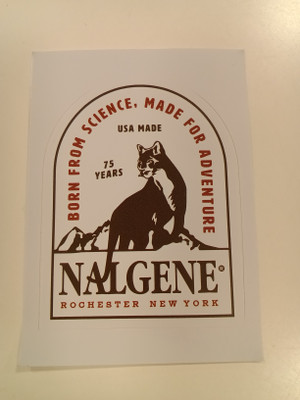 BORN FROM SCIENCE, MADE FOR ADVENTURE
USA MADE
75
YEARS
NALGENE®
ROCHESTER NEW YORK